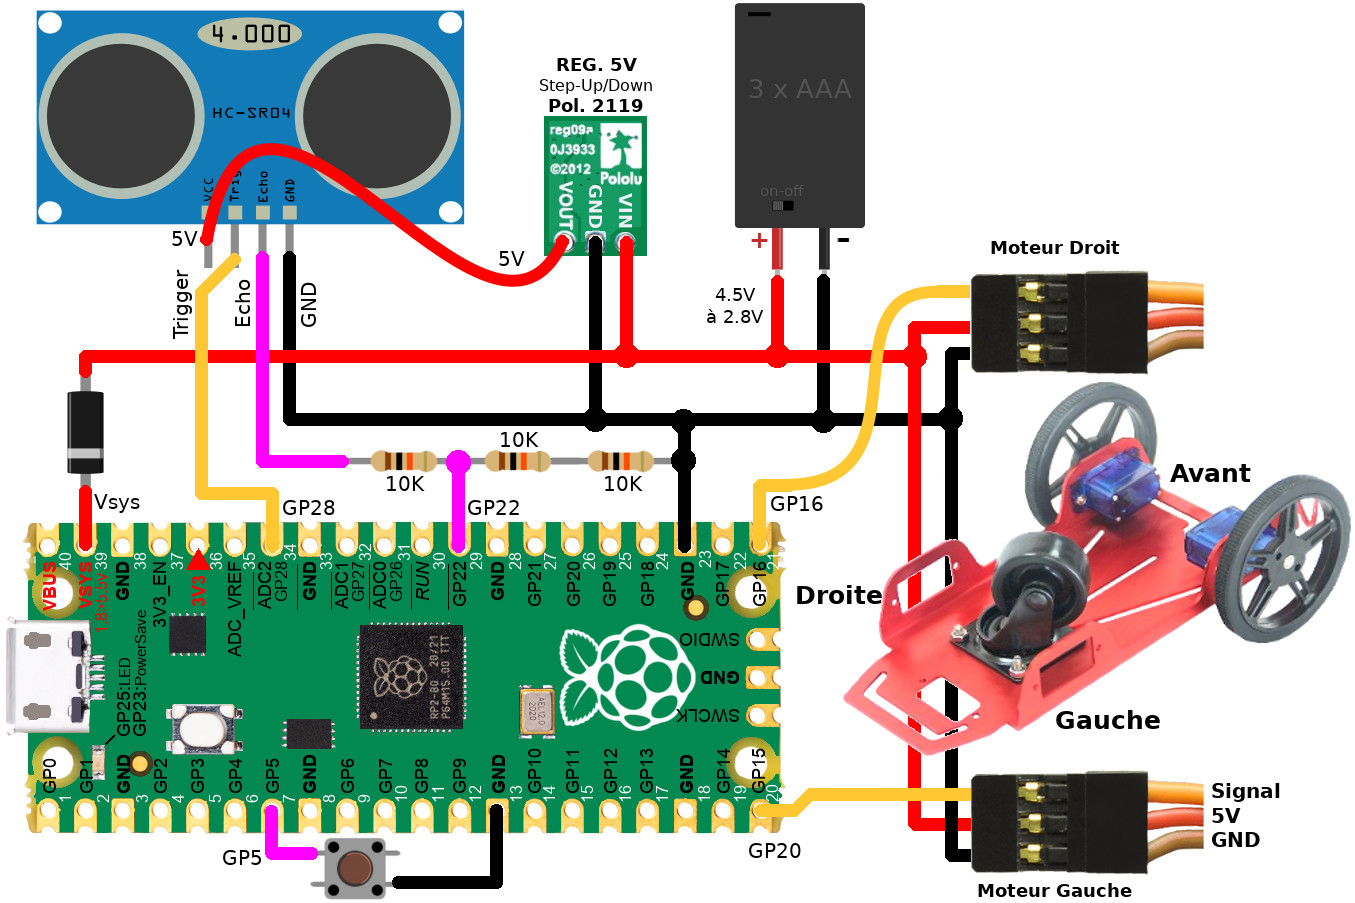 4.000
HC-SR04
VCC
Trig
Echo
GND
REG. 5V
Step-Up/Down
Pol. 2119
reg09a
0J3933
©2012
Pololu
VOUT
GND
VIN
3 x AAA
on-off
+
-
5V
5V
Trigger
Echo
GND
4.5V
à 2.8V
Moteur Droit
10K
10K
10K
Vsys
GP28
GP22
GP16
Avant
Droite
Gauche
40
39
38
37
36
35
34
33
32
31
30
29
28
27
26
25
24
23
22
21
VBUS
VSYS
1.8>5.5v
GND
3V3_EN
3V3
ADC_VREF
ADC2
GP28
GND
ADC1
GP27
ADC0
GP26
RUN
GP22
GND
GP21
GP20
GP19
GP18
GND
GP17
GP16
SWDIO
GND
SWCLK
GP25:LED
GP23:PowerSave
RP2-B0 20/21
P64M15.00 TTT
AEL12.0
2020
GP0
GP1
GND
GP2
GP3
GP4
GP5
GND
GP6
GP7
GP8
GP9
GND
GP10
GP11
GP12
GP13
GND
GP14
GP15
1
2
3
4
5
6
7
8
9
10
11
12
13
14
15
16
17
18
19
20
GP5
GP20
Signal
5V
GND
Moteur Gauche